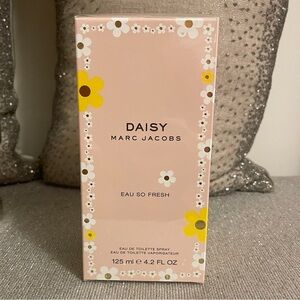 DAISY
MARC JACOBS
EAU SO FRESH
EAU DE TOILETTE SPRAY
EAU DE TOILETTE VAPORISATEUR
125 ml ℮ 4.2 FL OZ